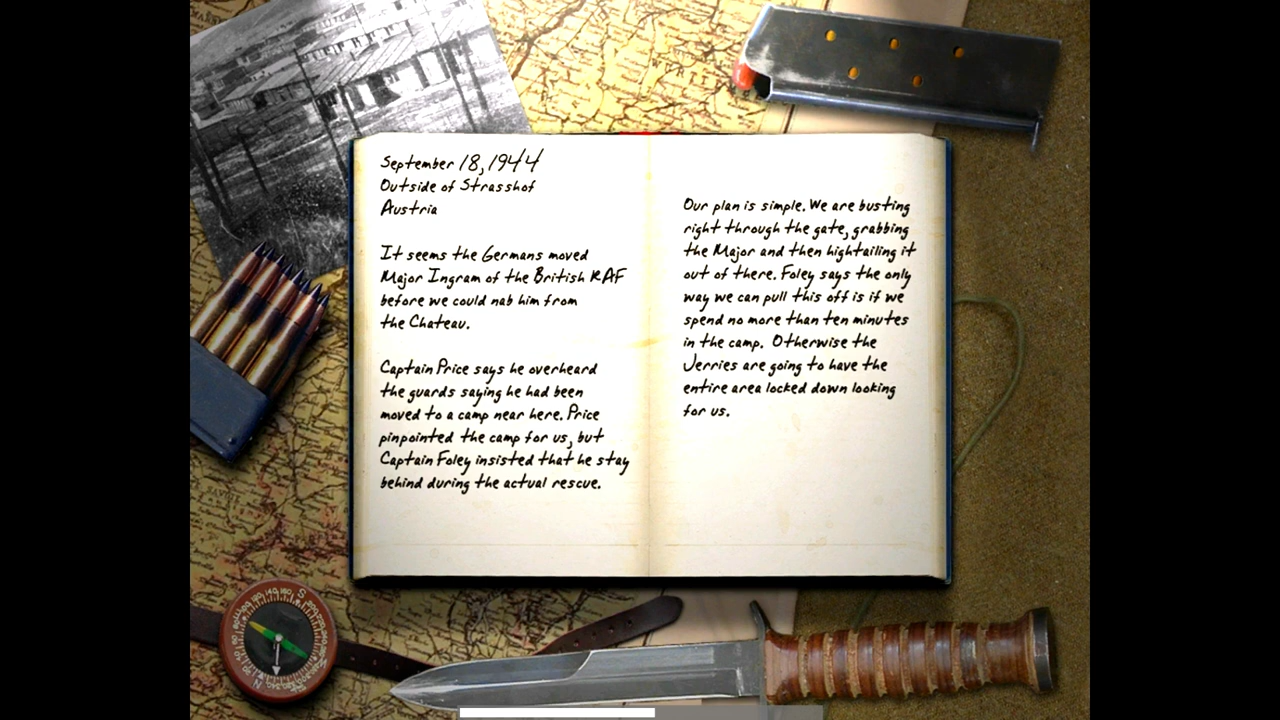 September 18, 1944
Outside of Strasshof
Austria
It seems the Germans moved
Major Ingram of the British RAF
before we could nab him from
the Chateau.
Captain Price says he overheard
the guards saying he had been
moved to a camp near here. Price
pinpointed the camp for us, but
Captain Foley insisted that he stay
behind during the actual rescue.
Our plan is simple. We are busting
right through the gate, grabbing
the Major and then hightailing it
out of there. Foley says the only
way we can pull this off is if we
spend no more than ten minutes
in the camp. Otherwise the
Jerries are going to have the
entire area locked down looking
for us.